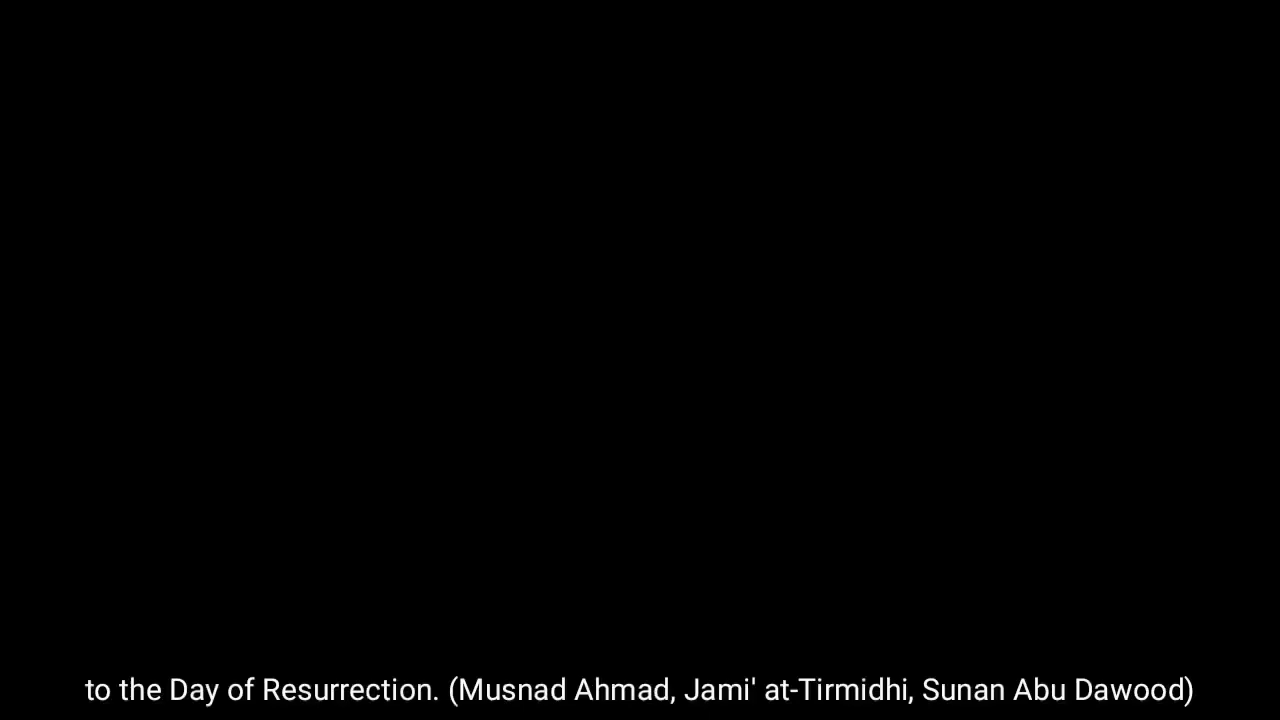 to the Day of Resurrection. (Musnad Ahmad, Jami' at-Tirmidhi, Sunan Abu Dawood)